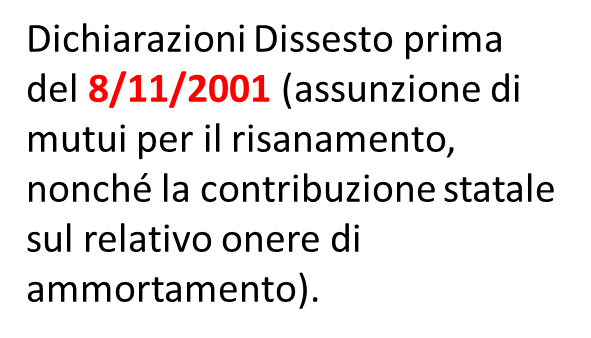 Dichiarazioni Dissesto prima
del 8/11/2001 (assunzione di
mutui per il risanamento,
nonché la contribuzione statale
sul relativo onere di
ammortamento).